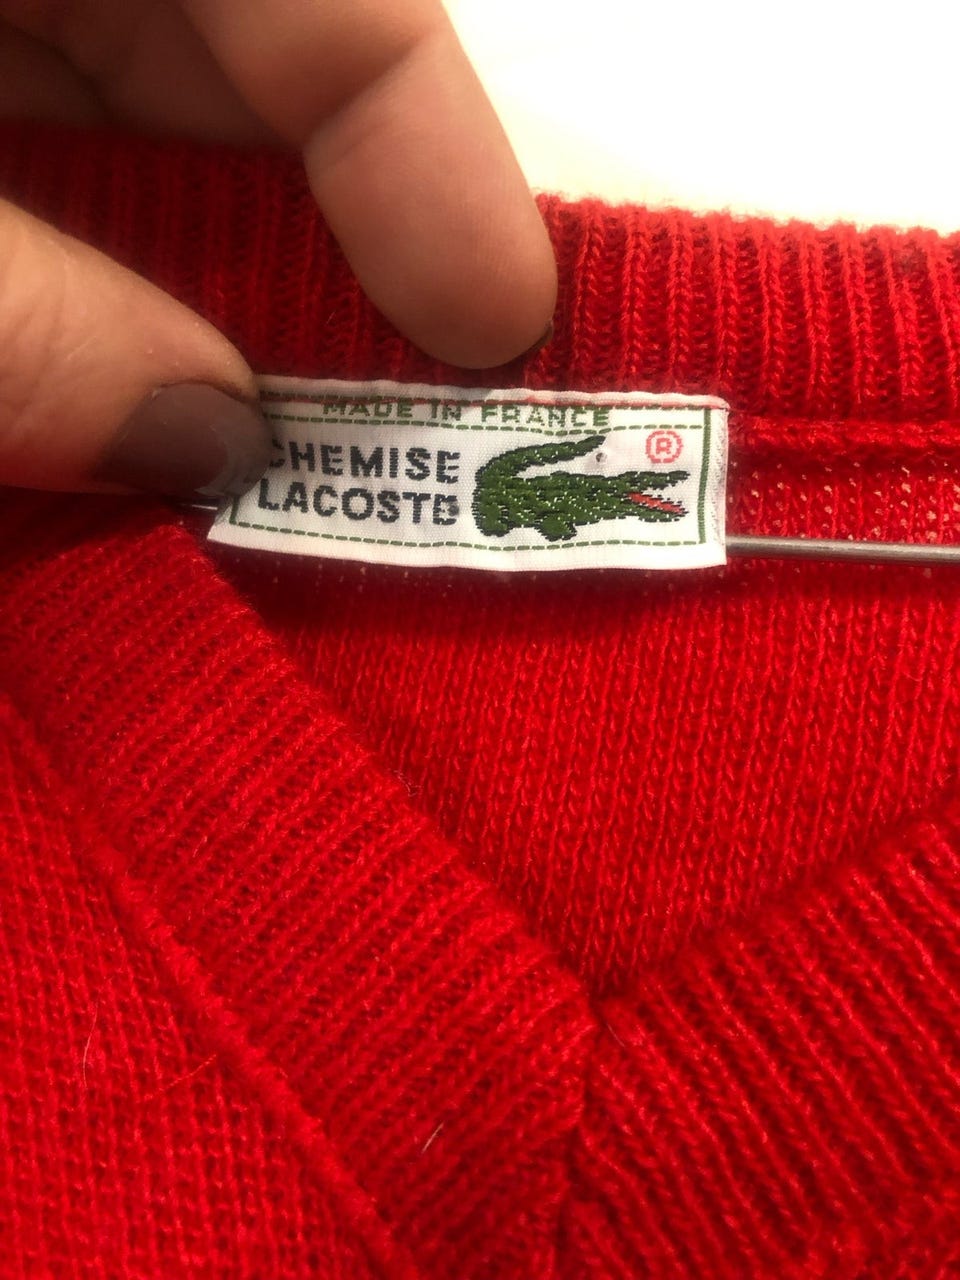 MADE IN FRANCE
CHEMISE
LACOSTE
®